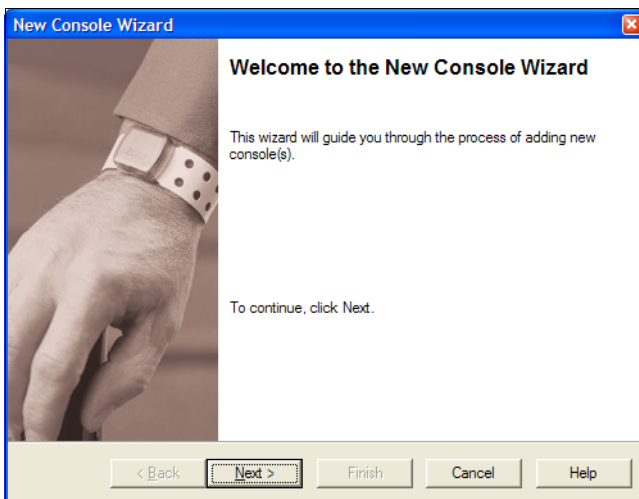 New Console Wizard
Welcome to the New Console Wizard
This wizard will guide you through the process of adding new
console(s).
To continue, click Next.
< Back
Next >
Finish
Cancel
Help